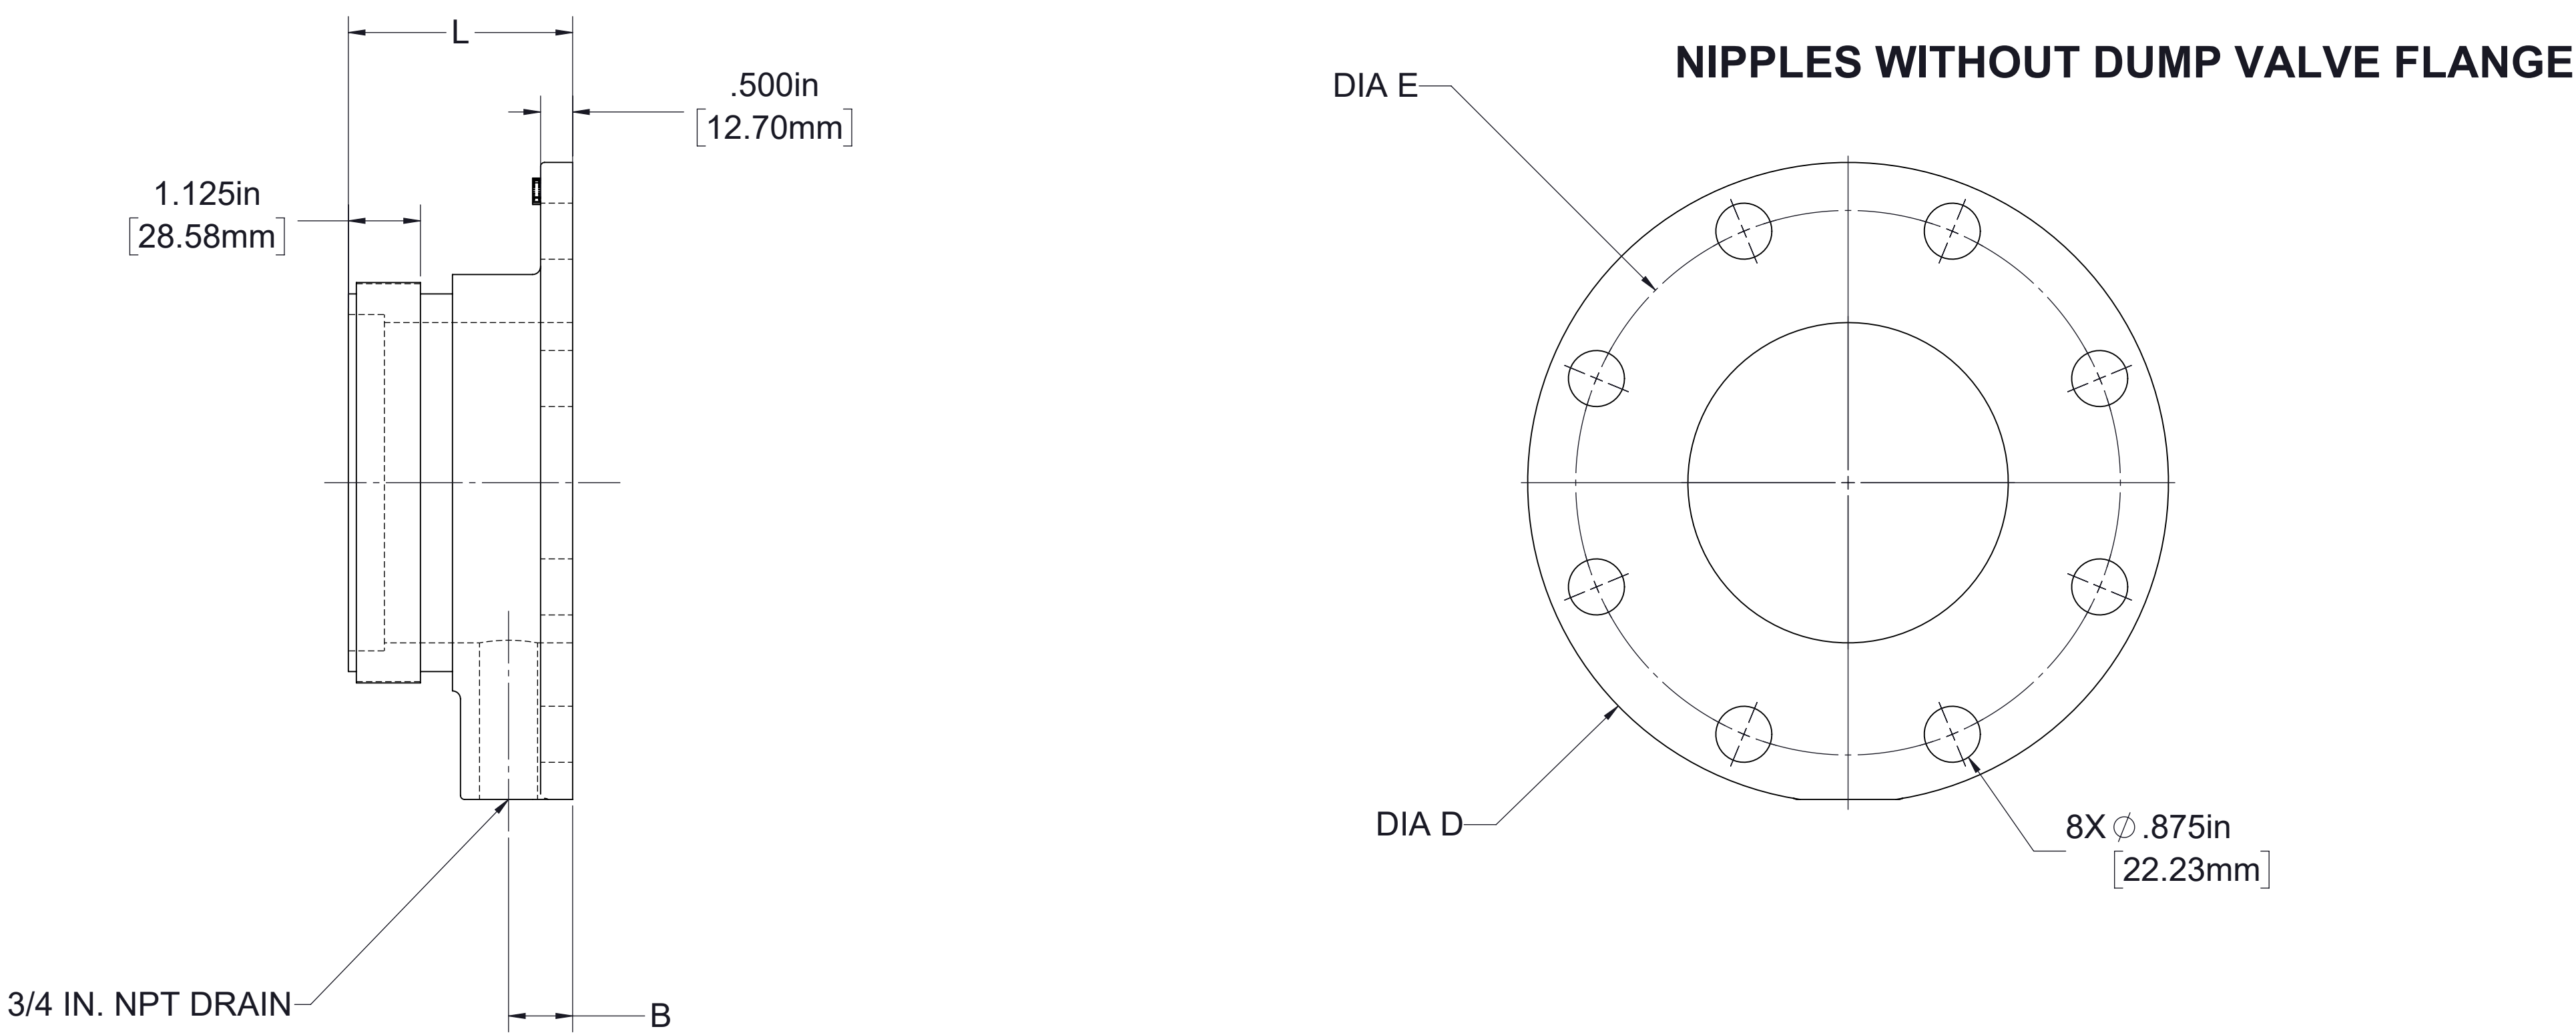 L
NIPPLES WITHOUT DUMP VALVE FLANGE
.500in
[12.70mm]
DIA E
1.125in
[28.58mm]
DIA D
8X ∅ .875in
[22.23mm]
3/4 IN. NPT DRAIN
B